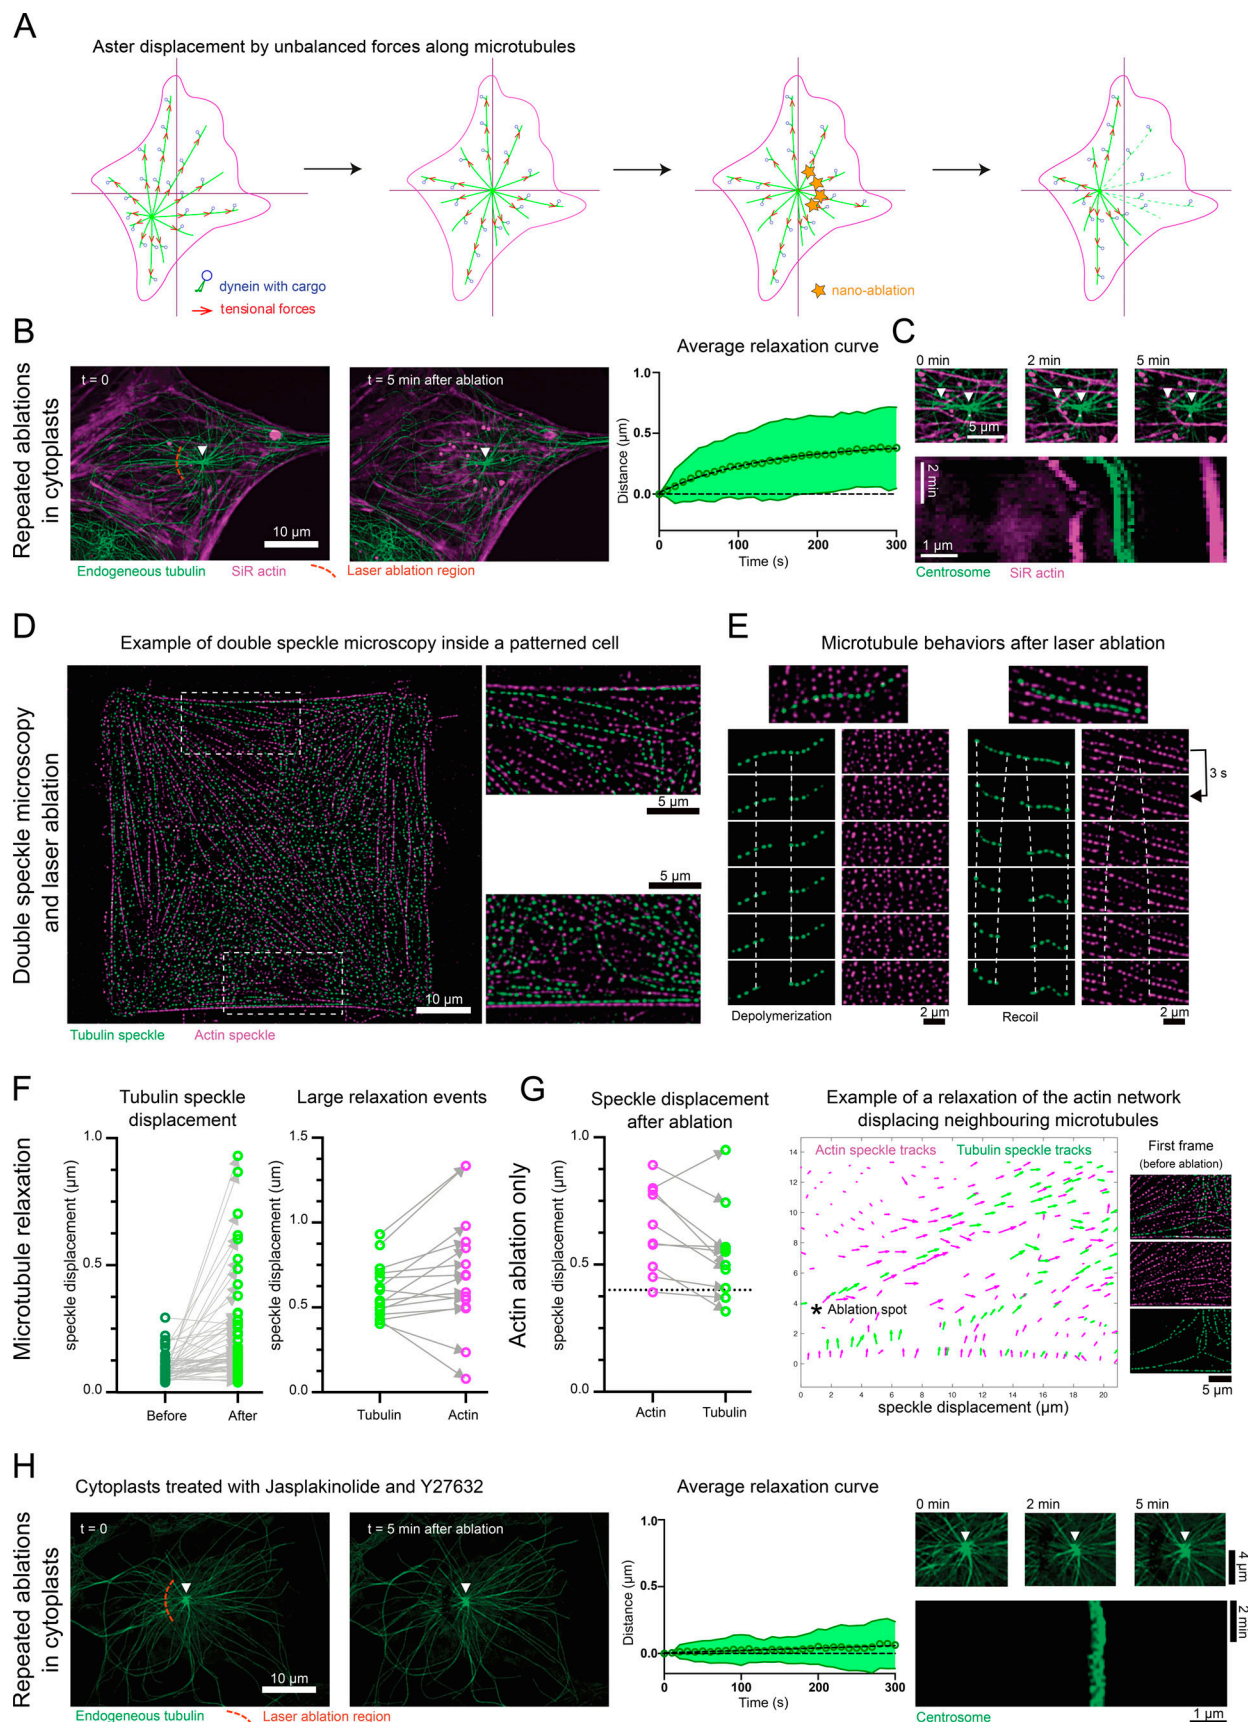 A
Aster displacement by unbalanced forces along microtubules
dynein with cargo
tensional forces
nano-ablation
B
Repeated ablations
in cytoplasts
t = 0
10 µm
t = 5 min after ablation
Endogeneous tubulin
SiR actin
Laser ablation region
Average relaxation curve
Distance (µm)
1.0
0.5
0.0
0
100
200
300
Time (s)
C
0 min
2 min
5 min
5 µm
2 min
1 µm
Centrosome
SiR actin
D
Example of double speckle microscopy inside a patterned cell
Double speckle microscopy
and laser ablation
10 µm
5 µm
5 µm
Tubulin speckle
Actin speckle
E
Microtubule behaviors after laser ablation
3 s
Depolymerization
2 µm
Recoil
2 µm
F
Microtubule relaxation
Tubulin speckle
displacement
speckle displacement (µm)
1.0
0.5
0.0
Before
After
Large relaxation events
speckle displacement (µm)
1.5
1.0
0.5
0.0
Tubulin
Actin
G
Actin ablation only
Speckle displacement
after ablation
speckle displacement (µm)
1.0
0.5
0
Actin
Tubulin
Example of a relaxation of the actin network
displacing neighbouring microtubules
Actin speckle tracks
Tubulin speckle tracks
14
12
10
8
6
4
2
0
* Ablation spot
0 2 4 6 8 10 12 14 16 18 20
speckle displacement (µm)
First frame
(before ablation)
5 µm
H
Cytoplasts treated with Jasplakinolide and Y27632
Repeated ablations
in cytoplasts
t = 0
10 µm
t = 5 min after ablation
Endogeneous tubulin
Laser ablation region
Average relaxation curve
Distance (µm)
1.0
0.5
0.0
0
100
200
300
Time (s)
0 min
2 min
5 min
4 µm
2 min
Centrosome
1 µm